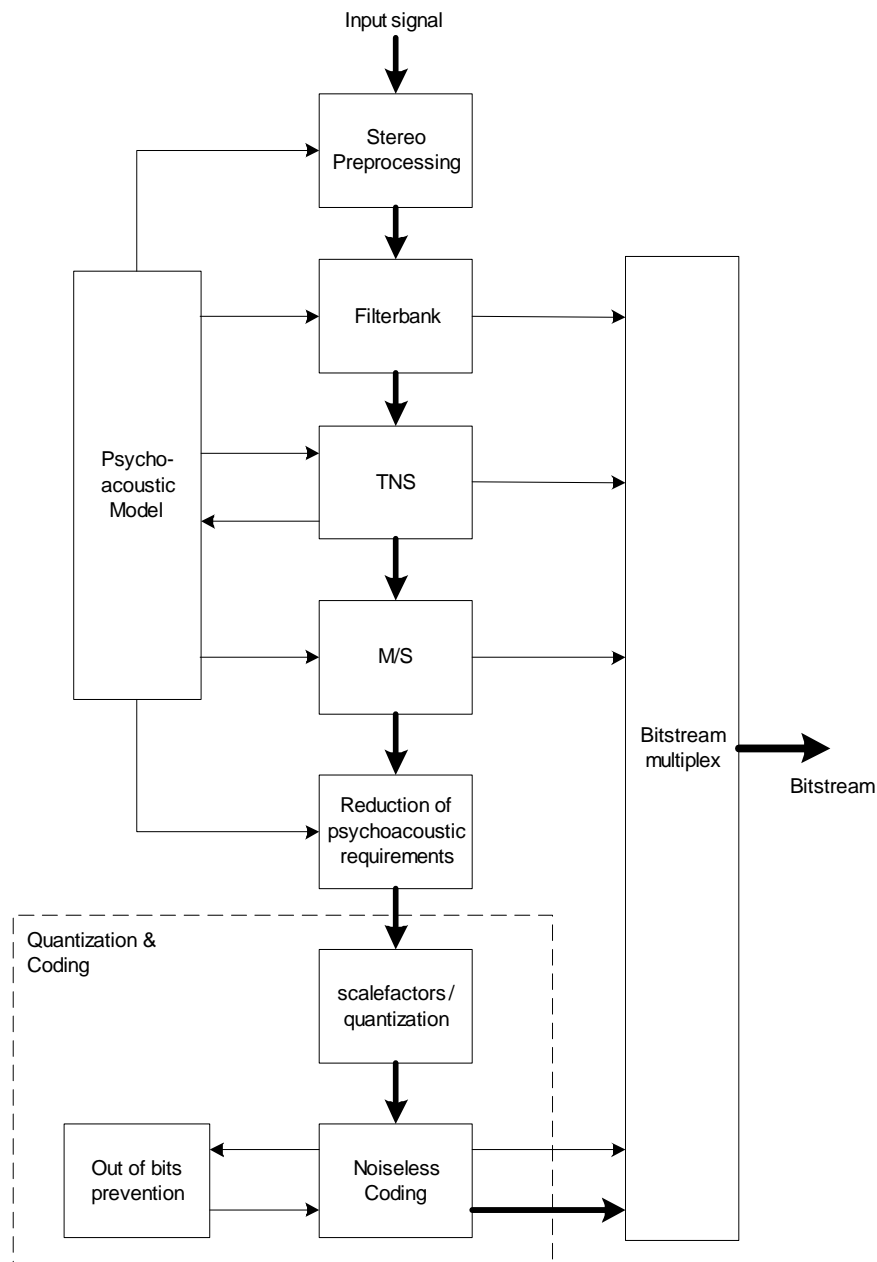 Input signal
Stereo
Preprocessing
Filterbank
Psycho-
acoustic
Model
TNS
M/S
Bitstream
multiplex
Bitstream
Reduction of
psychoacoustic
requirements
Quantization &
Coding
scalefactors/
quantization
Out of bits
prevention
Noiseless
Coding